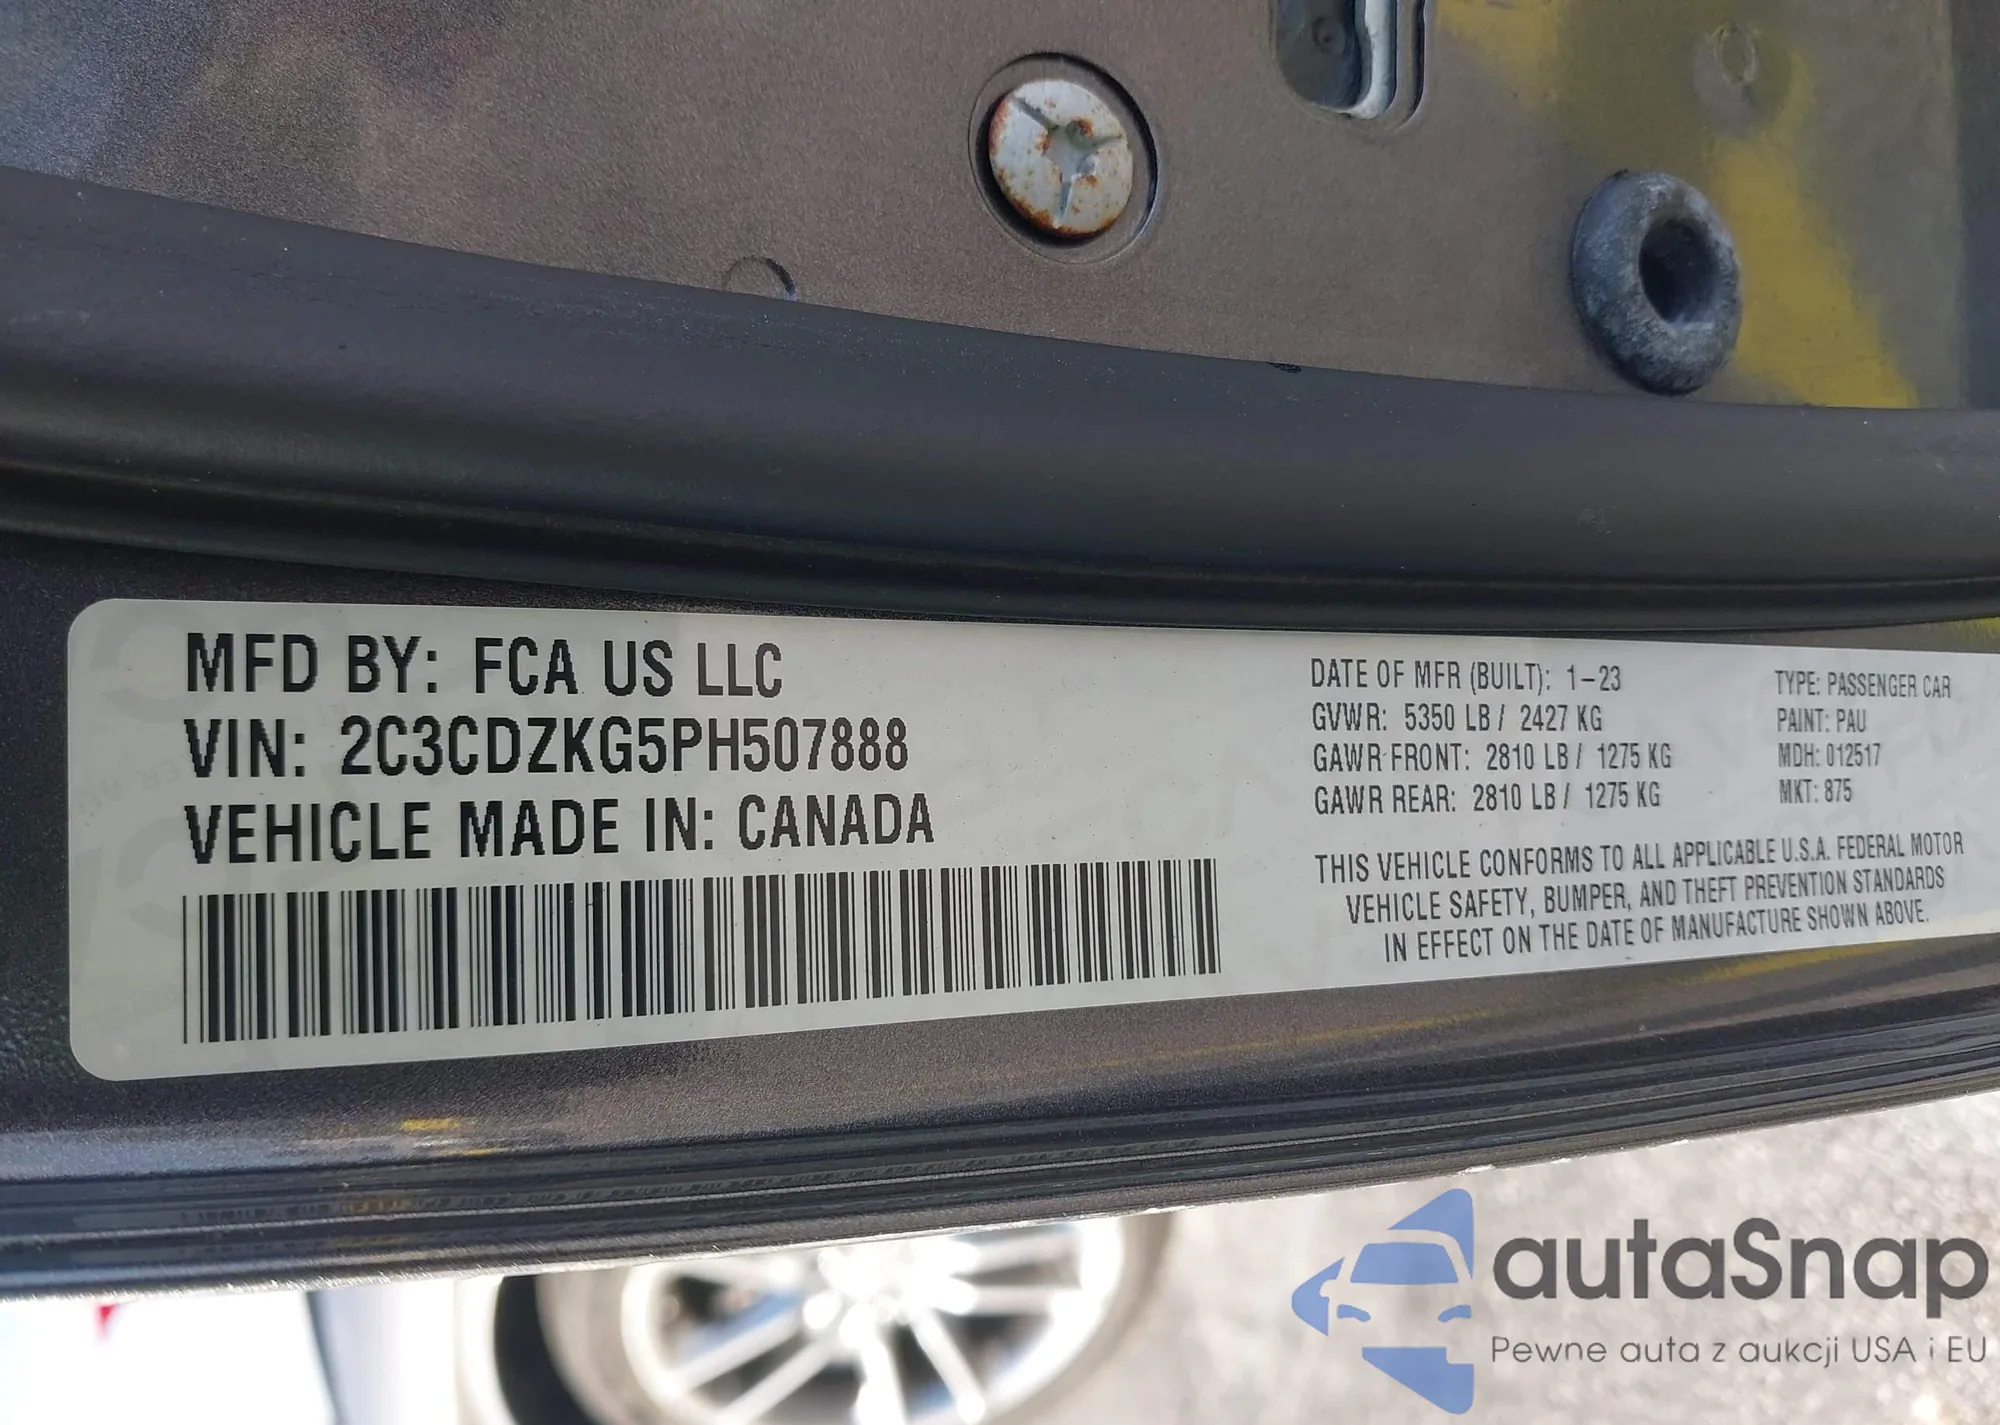 MFD BY: FCA US LLC
VIN: 2C3CDZKG5PH507888
VEHICLE MADE IN: CANADA
DATE OF MFR (BUILT): 1-23
GVWR: 5350 LB / 2427 KG
GAWR FRONT: 2810 LB / 1275 KG
GAWR REAR: 2810 LB / 1275 KG
TYPE: PASSENGER CAR
PAINT: PAU
MDH: 012517
MKT: 875
THIS VEHICLE CONFORMS TO ALL APPLICABLE U.S.A. FEDERAL MOTOR
VEHICLE SAFETY, BUMPER, AND THEFT PREVENTION STANDARDS
IN EFFECT ON THE DATE OF MANUFACTURE SHOWN ABOVE.
autaSnap
Pewne auta z aukcji USA i EU